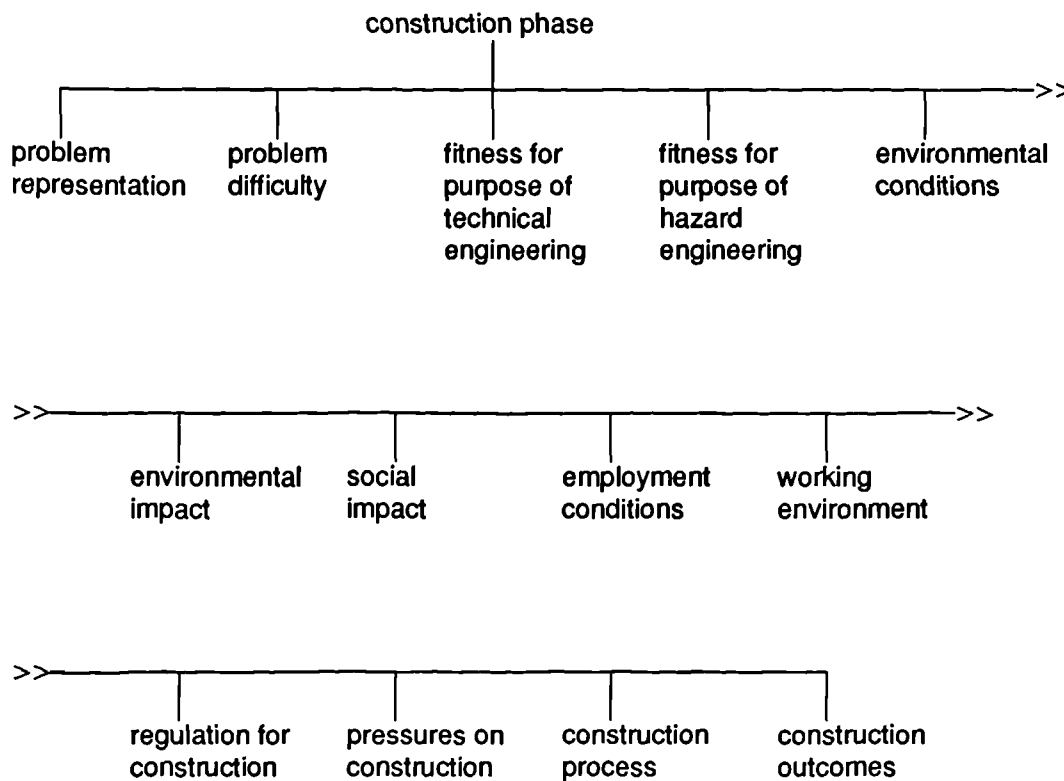 construction phase
>>
problem
representation
problem
difficulty
fitness for
purpose of
technical
engineering
fitness for
purpose of
hazard
engineering
environmental
conditions
>>
>>
environmental
impact
social
impact
employment
conditions
working
environment
>>
regulation for
construction
pressures on
construction
construction
process
construction
outcomes